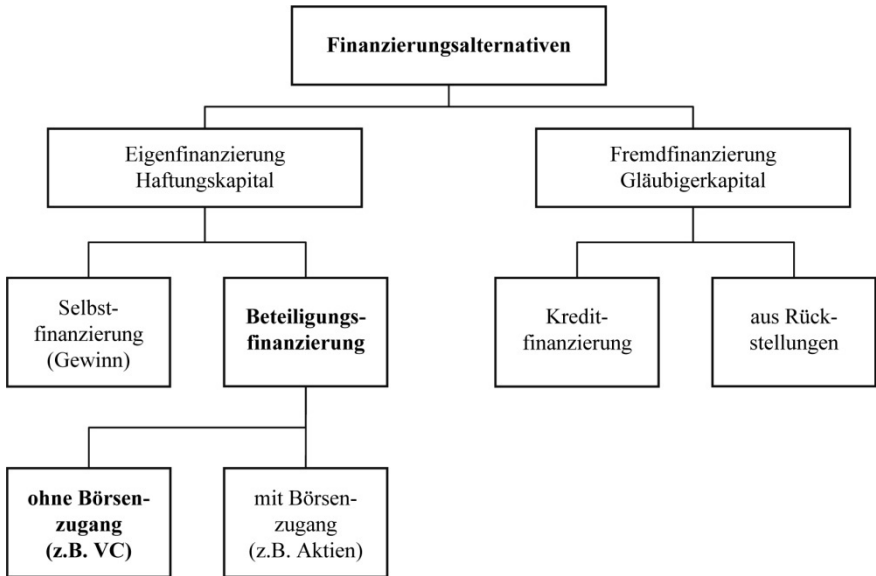 Finanzierungsalternativen
Eigenfinanzierung
Haftungskapital
Fremdfinanzierung
Gläubigerkapital
Selbst-
finanzierung
(Gewinn)
Beteiligungs-
finanzierung
Kredit-
finanzierung
aus Rück-
stellungen
ohne Börsen-
zugang
(z.B. VC)
mit Börsen-
zugang
(z.B. Aktien)